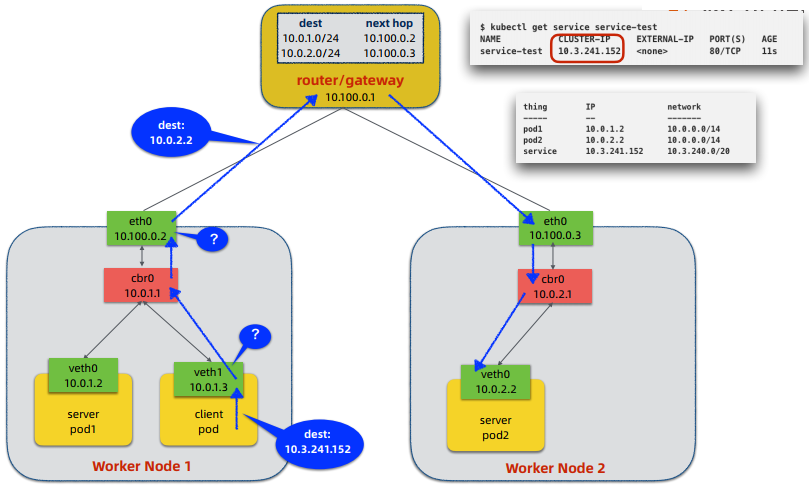 dest next hop
10.0.1.0/24 10.100.0.2
10.0.2.0/24 10.100.0.3
router/gateway
10.100.0.1
$ kubectl get service service-test
NAME CLUSTER-IP EXTERNAL-IP PORT(S) AGE
service-test 10.3.241.152 <none> 80/TCP 11s
thing IP network
----- -- -------
pod1 10.0.1.2 10.0.0.0/14
pod2 10.0.2.2 10.0.0.0/14
service 10.3.241.152 10.3.240.0/20
dest:
10.0.2.2
eth0
10.100.0.2
?
cbr0
10.0.1.1
?
veth0
10.0.1.2
server
pod1
veth1
10.0.1.3
client
pod
dest:
10.3.241.152
Worker Node 1
eth0
10.100.0.3
cbr0
10.0.2.1
veth0
10.0.2.2
server
pod2
Worker Node 2